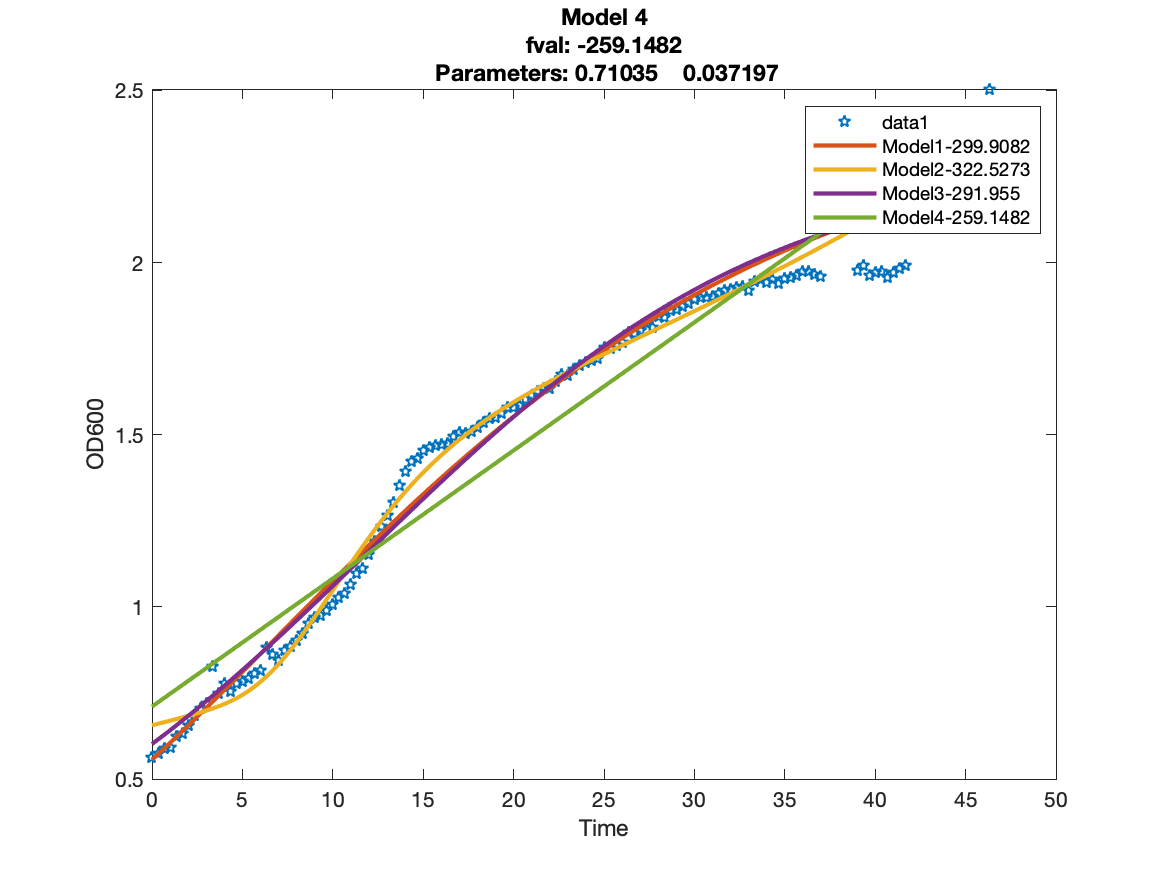 Model 4
fval: -259.1482
Parameters: 0.71035 0.037197
2.5
2
1.5
1
0.5
OD600
data1
Model1-299.9082
Model2-322.5273
Model3-291.955
Model4-259.1482
0 5 10 15 20 25 30 35 40 45 50
Time